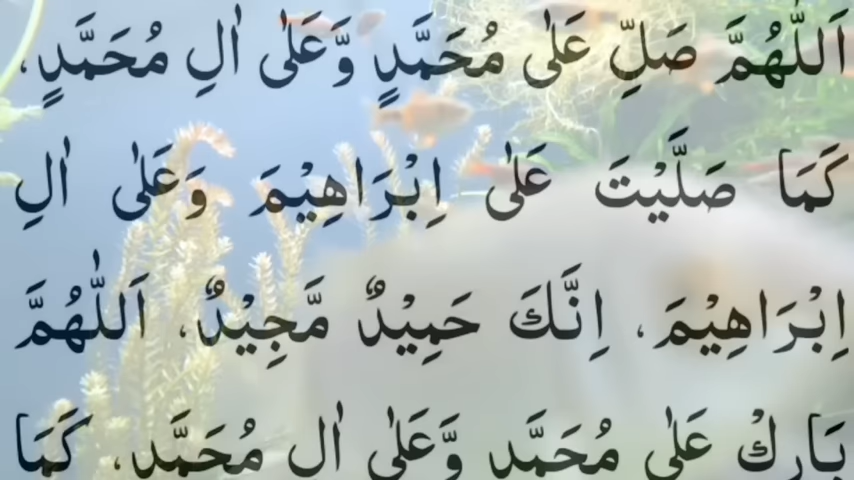 اَللّٰهُمَّ صَلِّ عَلٰى مُحَمَّدٍ وَّعَلٰى اٰلِ مُحَمَّدٍ،
كَمَا صَلَّيْتَ عَلٰى اِبْرَاهِيْمَ وَعَلٰى اٰلِ
اِبْرَاهِيْمَ، اِنَّكَ حَمِيْدٌ مَّجِيْدٌ، اَللّٰهُمَّ
بَارِكْ عَلٰى مُحَمَّد وَّعَلٰى اٰل مُحَمَّد، كَمَا